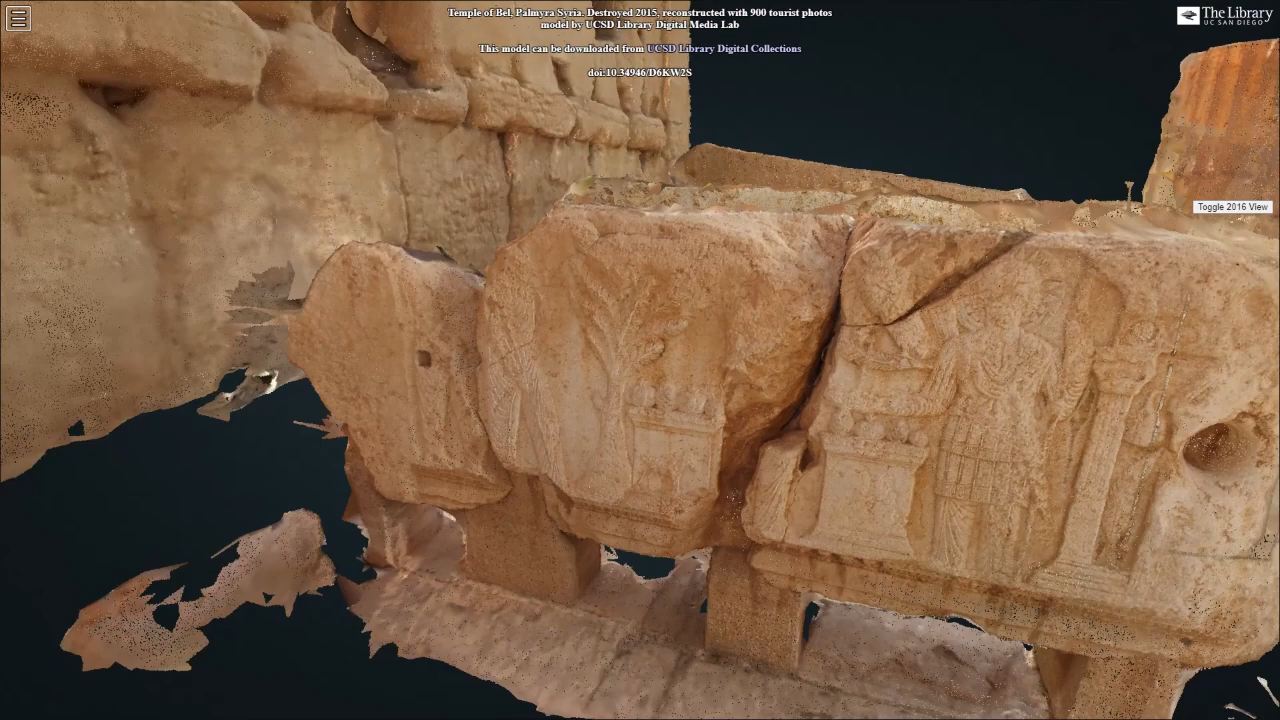 Temple of Bel, Palmyra Syria. Destroyed 2015, reconstructed with 900 tourist photos
model by UCSD Library Digital Media Lab
This model can be downloaded from UCSD Library Digital Collections
doi:10.34946/D6KW2S
The Library
UC SAN DIEGO
Toggle 2016 View